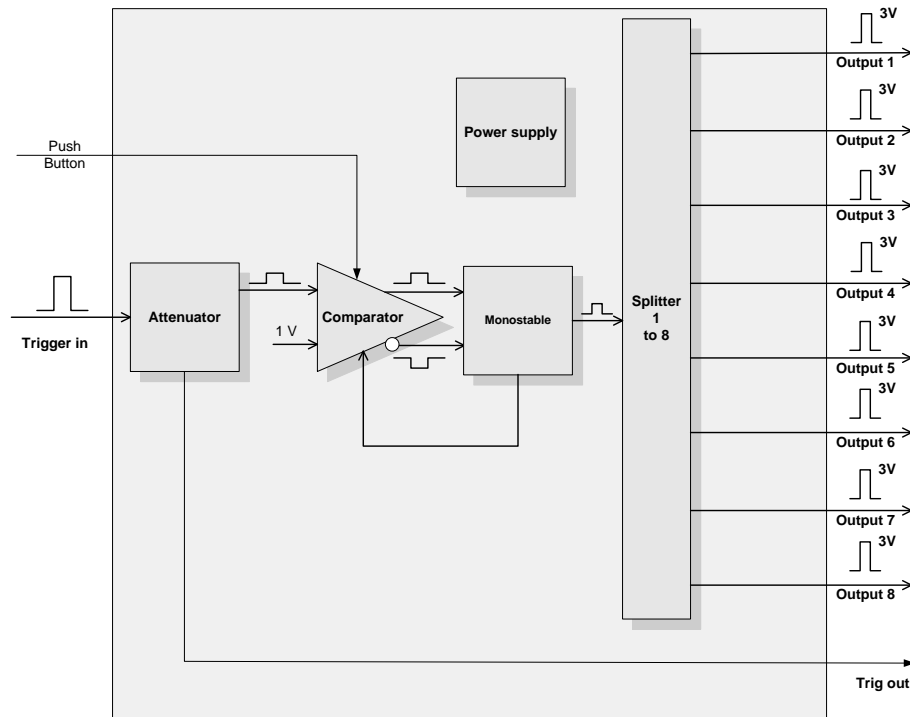 3V
Output 1
3V
Output 2
Power supply
Push
Button
3V
Output 3
3V
Output 4
Trigger in
Attenuator
1 V
Comparator
Monostable
Splitter
1
to 8
3V
Output 5
3V
Output 6
3V
Output 7
3V
Output 8
Trig out